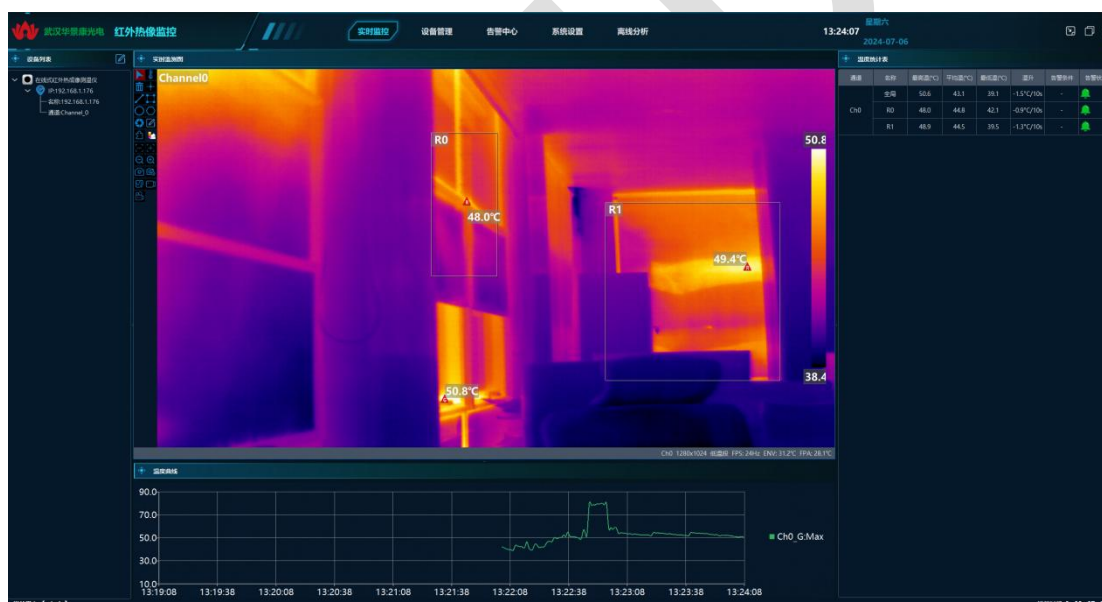 武汉华景康光电 红外热像监控
实时监控 设备管理 告警中心 系统设置 离线分析
13:24:07
星期六
2024-07-06
设备列表
在线式红外热成像测温仪
IP:192.168.1.176
名称:192.168.1.176
通道:Channel_0
实时监测图
Channel0
R0
48.0℃
R1
49.4℃
50.8℃
50.8
38.4
Ch0 1280x1024 低温段 FPS: 24Hz ENV: 31.2℃ FPA: 28.1℃
温度曲线
90.0
70.0
50.0
30.0
10.0
13:19:08 13:19:38 13:20:08 13:20:38 13:21:08 13:21:38 13:22:08 13:22:38 13:23:08 13:23:38 13:24:08
Ch0_G:Max
温度统计表
通道 名称 最高温(℃) 平均温(℃) 最低温(℃) 温升 告警条件 告警状
全局 50.6 43.1 39.1 -1.5℃/10s -
Ch0 R0 48.0 44.8 42.1 -0.9℃/10s -
R1 48.9 44.5 39.5 -1.3℃/10s -